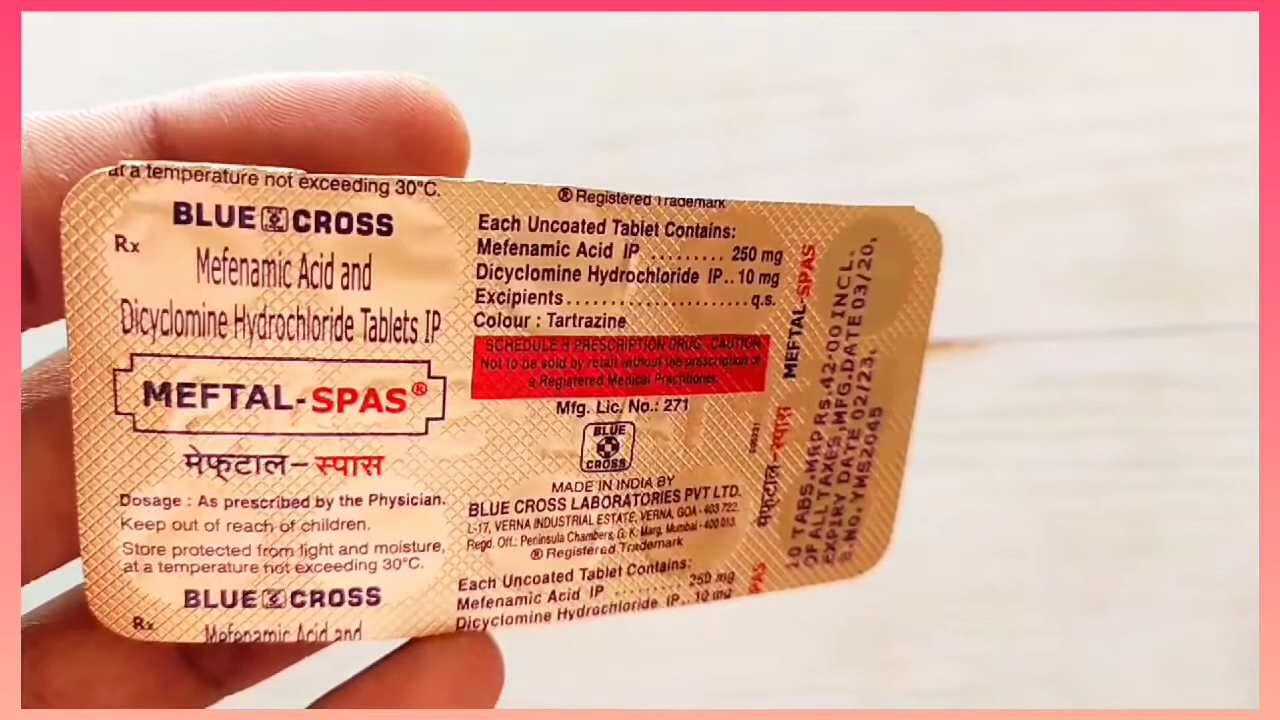 at a temperature not exceeding 30°C.
BLUE CROSS
Rx
Mefenamic Acid and
Dicyclomine Hydrochloride Tablets IP
MEFTAL-SPAS®
मेफ्टाल-स्पास
Dosage : As prescribed by the Physician.
Keep out of reach of children.
Store protected from light and moisture,
at a temperature not exceeding 30°C.
BLUE CROSS
Rx
Mefenamic Acid and
® Registered Trademark
Each Uncoated Tablet Contains:
Mefenamic Acid IP ......... 250 mg
Dicyclomine Hydrochloride IP.. 10 mg
Excipients.......................q.s.
Colour : Tartrazine
SCHEDULE H PRESCRIPTION DRUG - CAUTION
Not to be sold by retail without the prescription of
a Registered Medical Practitioner.
Mfg. Lic. No.: 271
BLUE
CROSS
MADE IN INDIA BY
BLUE CROSS LABORATORIES PVT LTD.
L-17, VERNA INDUSTRIAL ESTATE, VERNA, GOA - 403 722.
Regd. Off.: Peninsula Chambers, G. K. Marg, Mumbai - 400 013.
® Registered Trademark
Each Uncoated Tablet Contains:
Mefenamic Acid IP ......... 250 mg
Dicyclomine Hydrochloride IP.. 10 mg
MEFTAL-SPAS
मेफ्टाल-स्पास
PAS
10 TABS.MRP RS.42-00 INCL.
OF ALL TAXES,MFG.DATE 03/20,
EXPIRY DATE 02/23.
B.NO.YMS2045